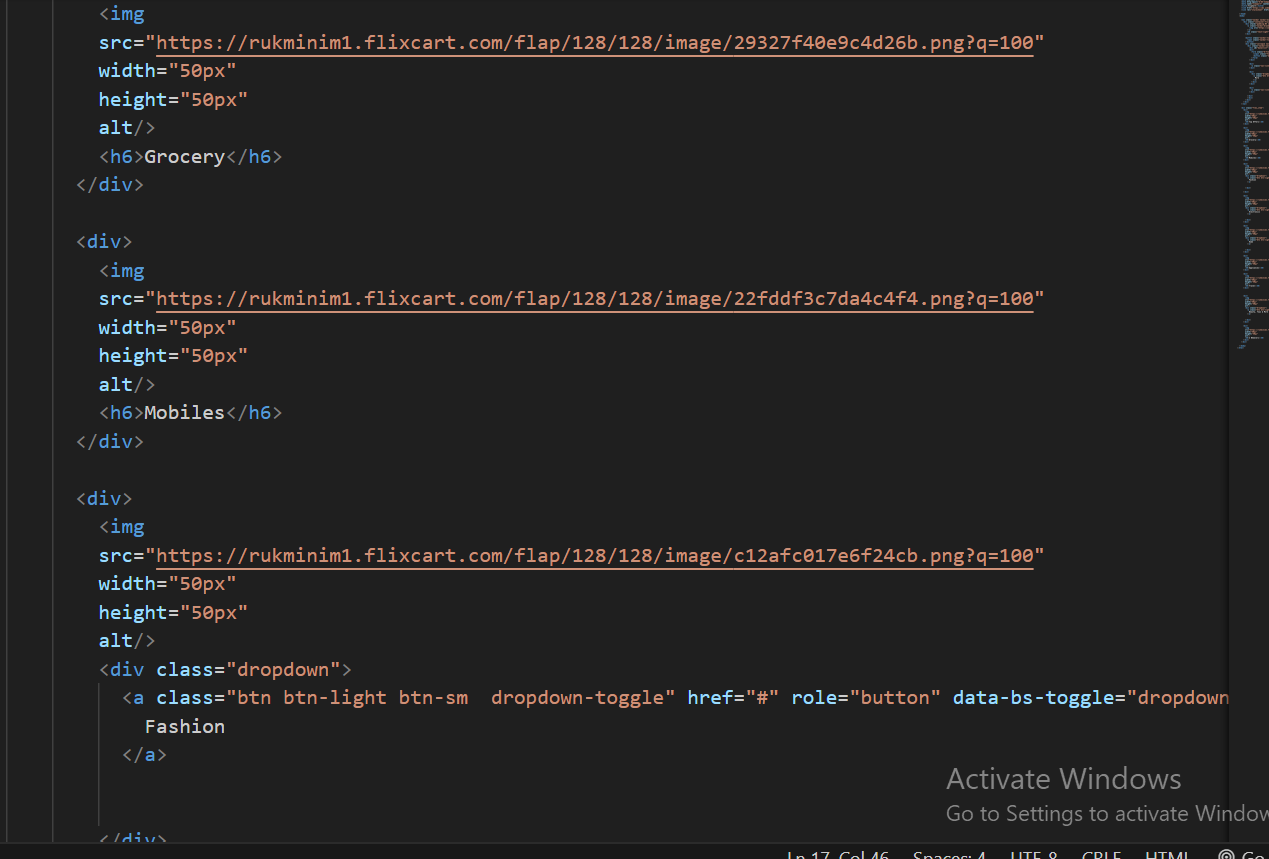 <img
src="https://rukminim1.flixcart.com/flap/128/128/image/29327f40e9c4d26b.png?q=100"
width="50px"
height="50px"
alt/>
<h6>Grocery</h6>
</div>
<div>
<img
src="https://rukminim1.flixcart.com/flap/128/128/image/22fddf3c7da4c4f4.png?q=100"
width="50px"
height="50px"
alt/>
<h6>Mobiles</h6>
</div>
<div>
<img
src="https://rukminim1.flixcart.com/flap/128/128/image/c12afc017e6f24cb.png?q=100"
width="50px"
height="50px"
alt/>
<div class="dropdown">
<a class="btn btn-light btn-sm  dropdown-toggle" href="#" role="button" data-bs-toggle="dropdown
Fashion
</a>
</div>
Activate Windows
Go to Settings to activate Window
Ln 17, Col 46 Spaces: 4 UTF-8 CRLF HTML Go